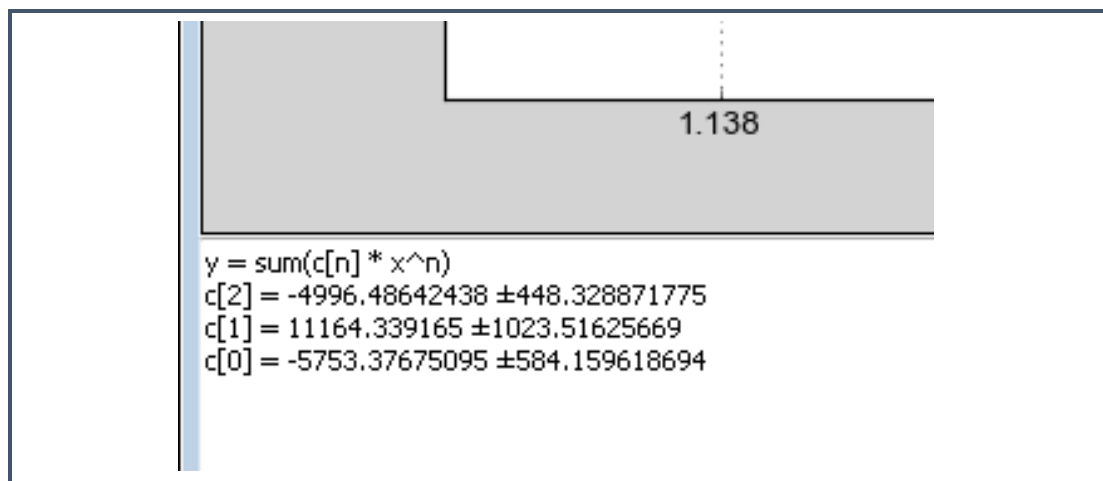 1.138
y = sum(c[n] * x^n)
c[2] = -4996.48642438 ±448.328871775
c[1] = 11164.339165 ±1023.51625669
c[0] = -5753.37675095 ±584.159618694